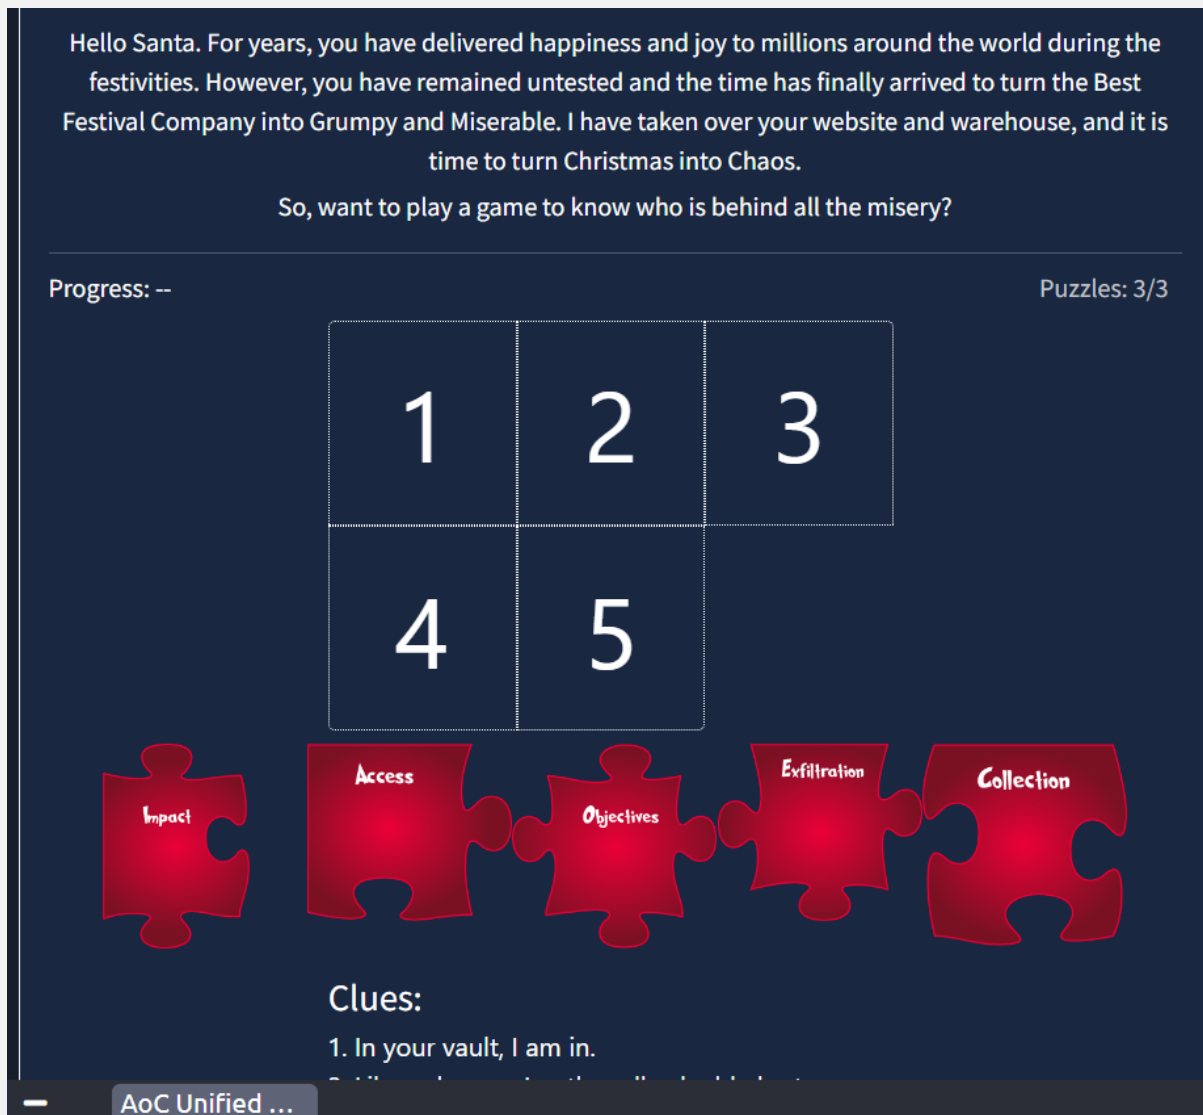 Hello Santa. For years, you have delivered happiness and joy to millions around the world during the
festivities. However, you have remained untested and the time has finally arrived to turn the Best
Festival Company into Grumpy and Miserable. I have taken over your website and warehouse, and it is
time to turn Christmas into Chaos.
So, want to play a game to know who is behind all the misery?
Progress: --
Puzzles: 3/3
1 2 3
4 5
Impact
Access
Objectives
Exfiltration
Collection
Clues:
1. In your vault, I am in.
AoC Unified ...